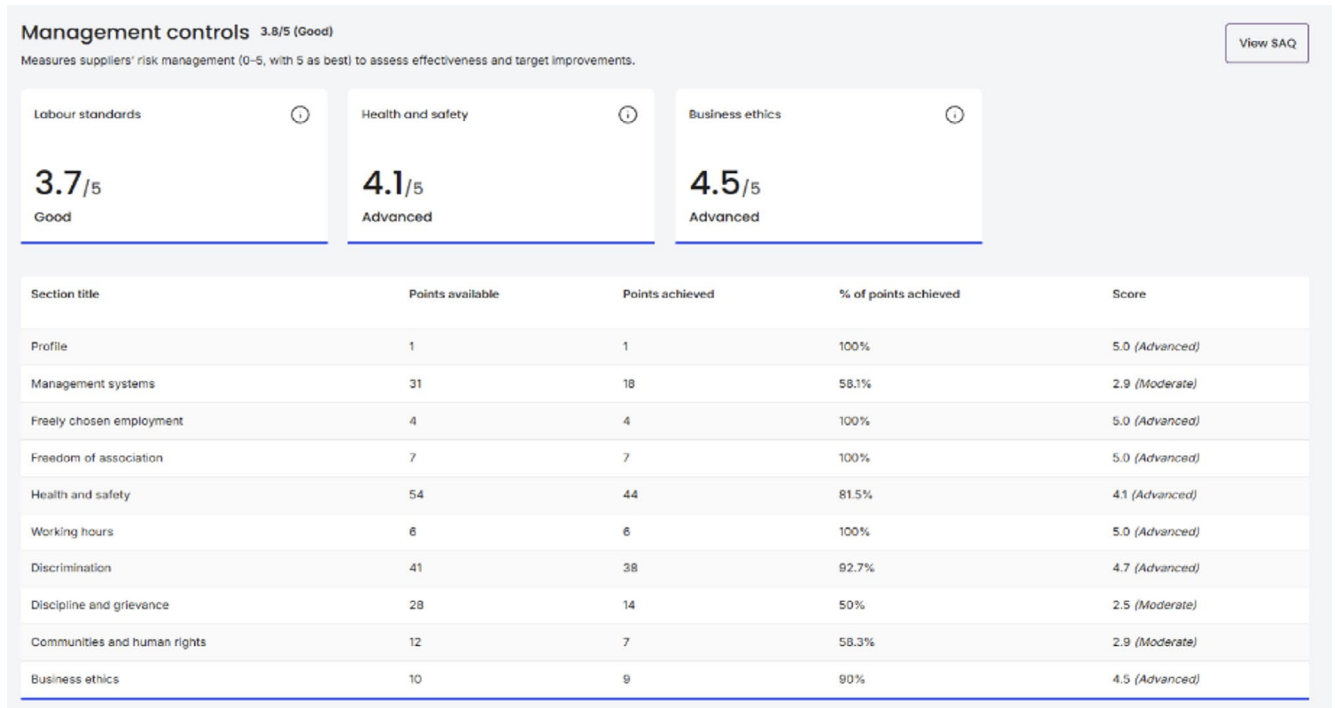 Management controls 3.8/5 (Good)
View SAQ
Measures suppliers' risk management (0–5, with 5 as best) to assess effectiveness and target improvements.
Labour standards Health and safety Business ethics
3.7/5 4.1/5 4.5/5
Good Advanced Advanced
Section title Points available Points achieved % of points achieved Score
Profile 1 1 100% 5.0 (Advanced)
Management systems 31 18 58.1% 2.9 (Moderate)
Freely chosen employment 4 4 100% 5.0 (Advanced)
Freedom of association 7 7 100% 5.0 (Advanced)
Health and safety 54 44 81.5% 4.1 (Advanced)
Working hours 6 6 100% 5.0 (Advanced)
Discrimination 41 38 92.7% 4.7 (Advanced)
Discipline and grievance 28 14 50% 2.5 (Moderate)
Communities and human rights 12 7 58.3% 2.9 (Moderate)
Business ethics 10 9 90% 4.5 (Advanced)